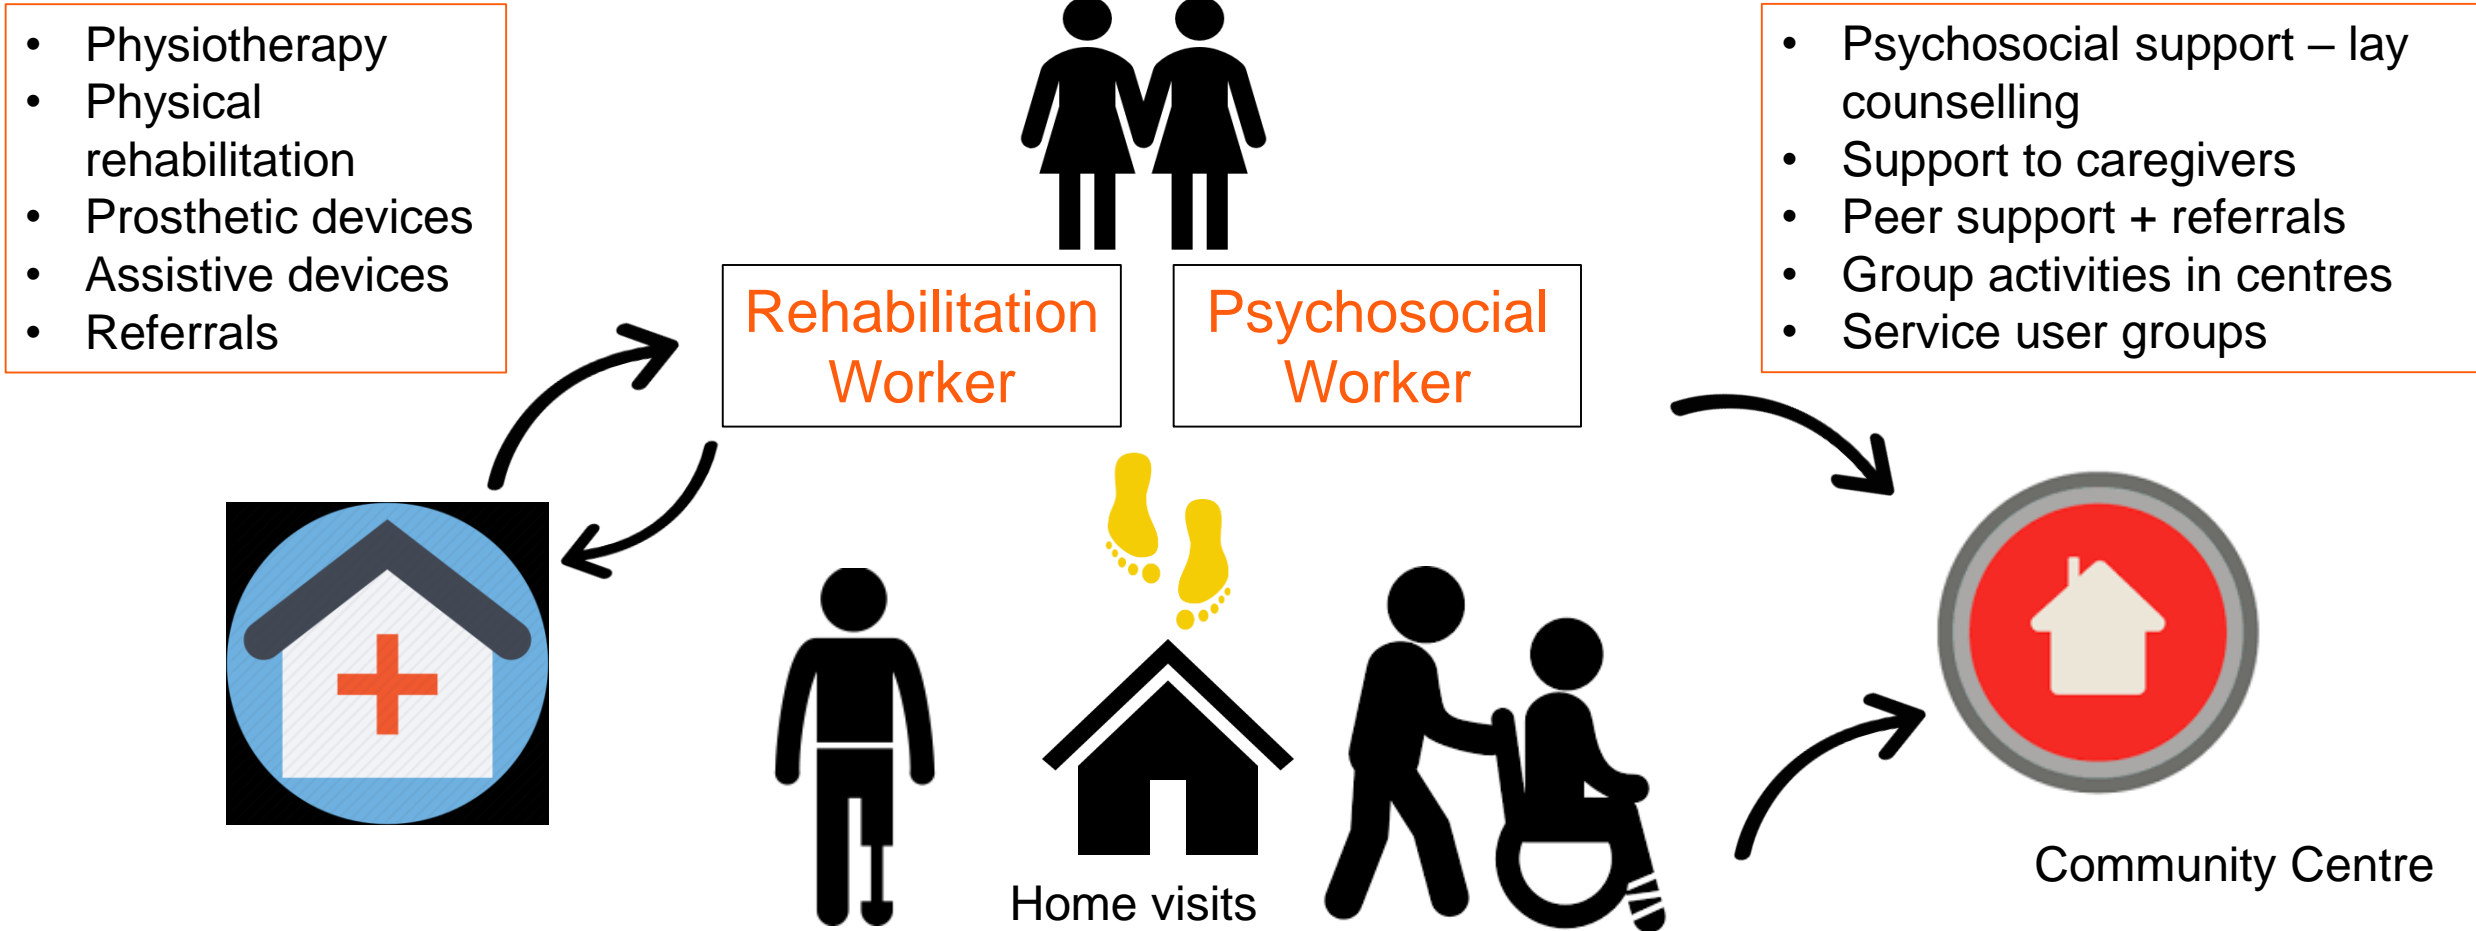 • Physiotherapy
• Physical
rehabilitation
• Prosthetic devices
• Assistive devices
• Referrals
Rehabilitation
Worker
Psychosocial
Worker
• Psychosocial support – lay
counselling
• Support to caregivers
• Peer support + referrals
• Group activities in centres
• Service user groups
Home visits
Community Centre